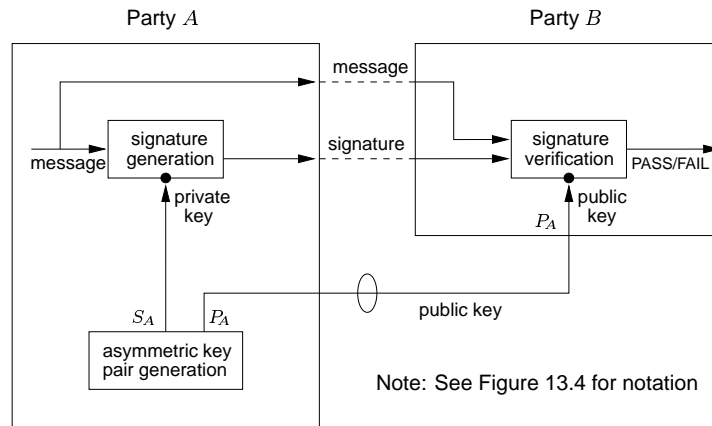 Party A
Party B
message
signature
generation
message
signature
signature
verification
PASS/FAIL
private
key
public
key
P_A
S_A
P_A
public key
asymmetric key
pair generation
Note: See Figure 13.4 for notation